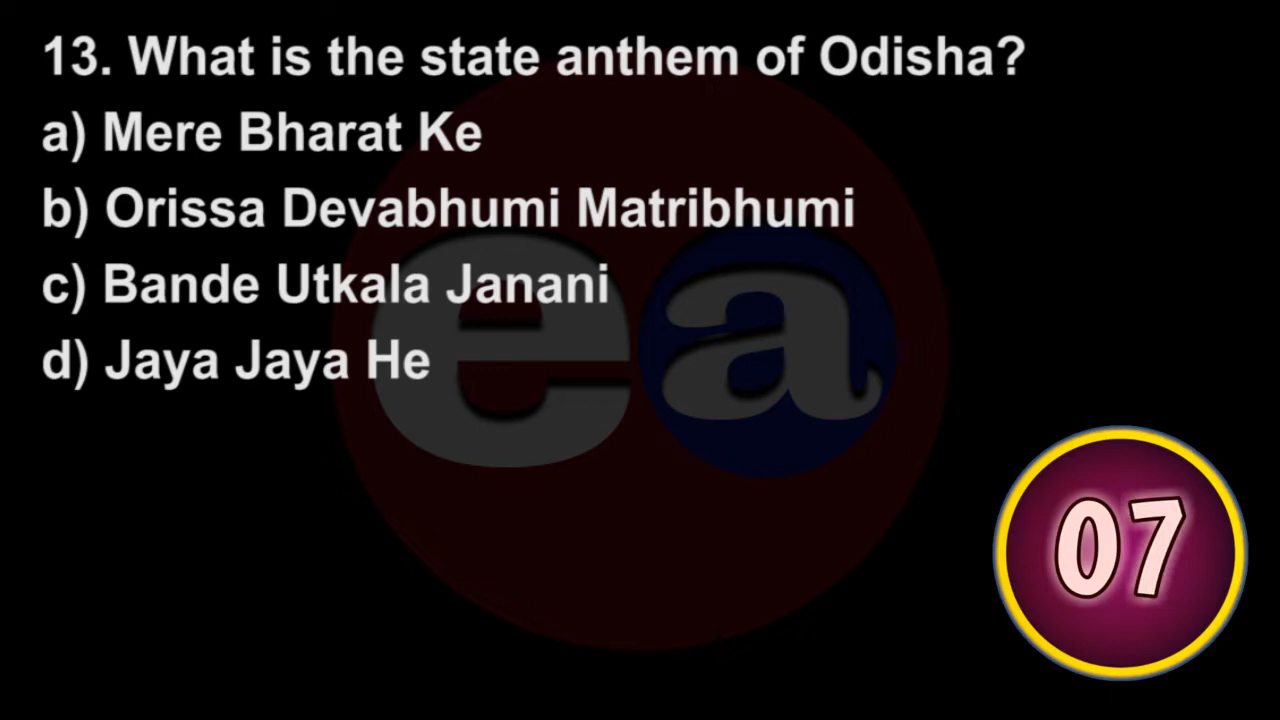 13. What is the state anthem of Odisha?
a) Mere Bharat Ke
b) Orissa Devabhumi Matribhumi
c) Bande Utkala Janani
d) Jaya Jaya He
ea
07